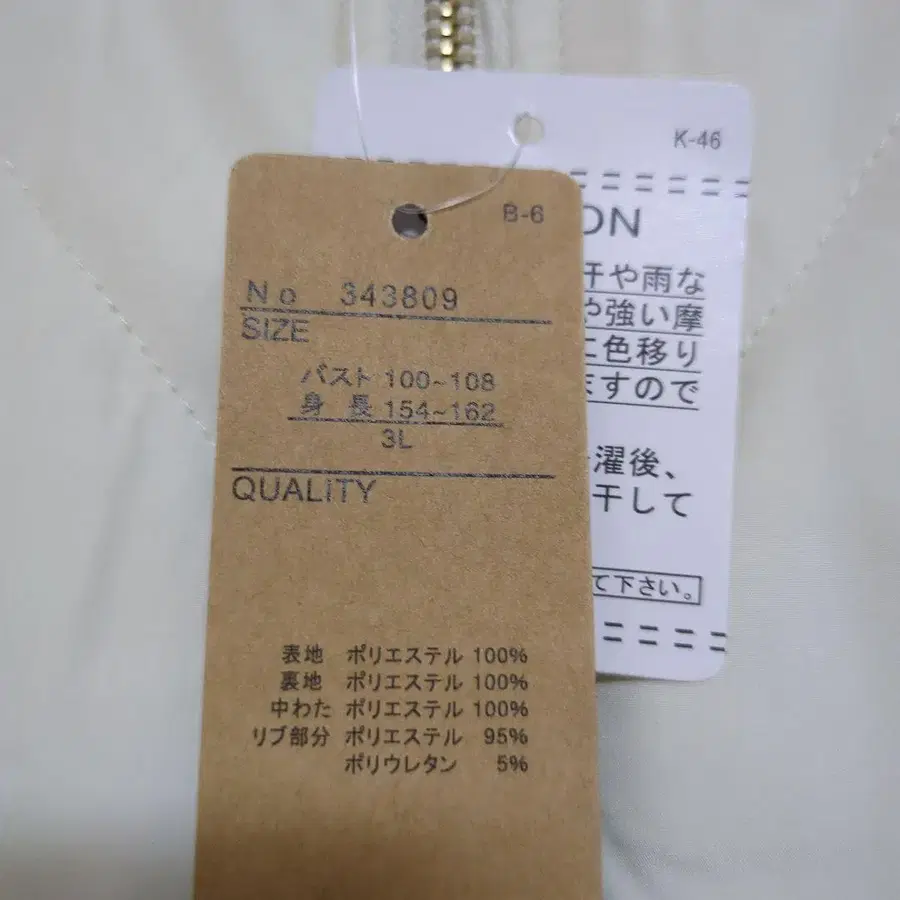 B-6
No 343809
SIZE
バスト 100~108
身長 154~162
3L
QUALITY
表地 ポリエステル 100%
裏地 ポリエステル 100%
中わた ポリエステル 100%
リブ部分 ポリエステル 95%
ポリウレタン 5%
K-46
ON
汗や雨な
や強い摩
に色移り
ますので
濯後、
干して
て下さい。